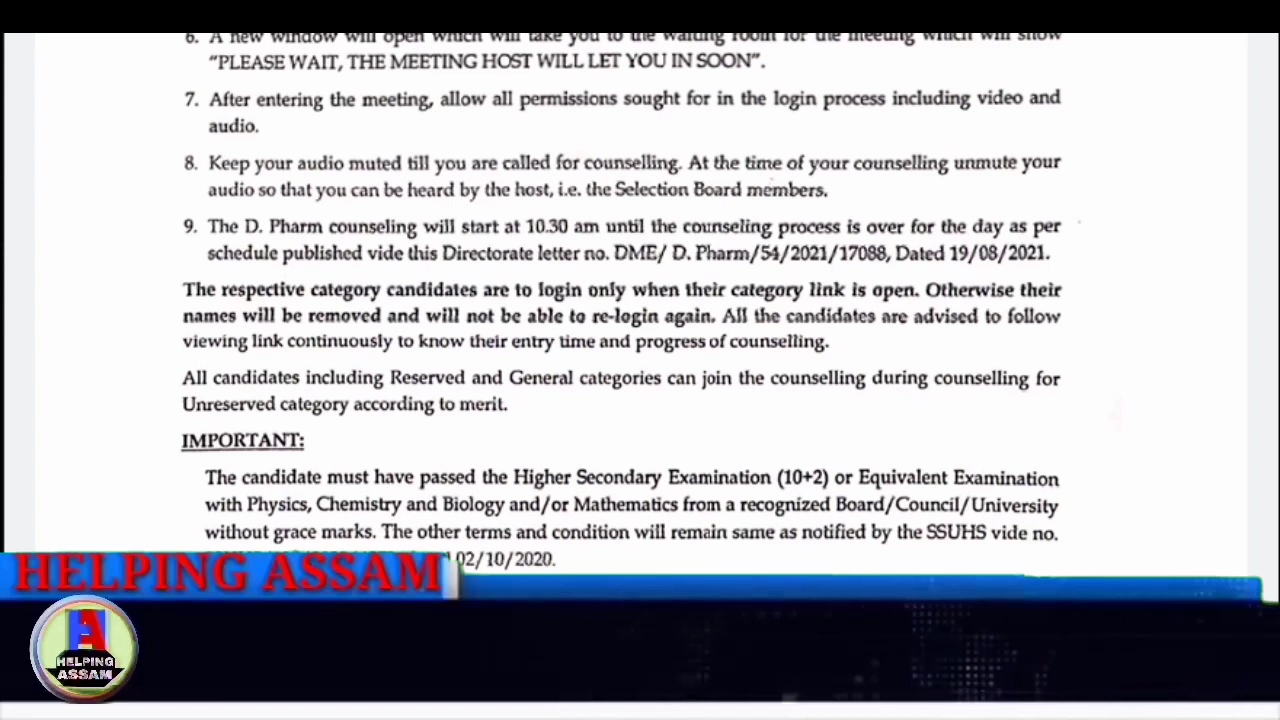 6. A new window will open which will take you to the waiting room for the meeting which will show
"PLEASE WAIT, THE MEETING HOST WILL LET YOU IN SOON".
7. After entering the meeting, allow all permissions sought for in the login process including video and
audio.
8. Keep your audio muted till you are called for counselling. At the time of your counselling unmute your
audio so that you can be heard by the host, i.e. the Selection Board members.
9. The D. Pharm counseling will start at 10.30 am until the counseling process is over for the day as per
schedule published vide this Directorate letter no. DME/ D. Pharm/54/2021/17088, Dated 19/08/2021.
The respective category candidates are to login only when their category link is open. Otherwise their
names will be removed and will not be able to re-login again. All the candidates are advised to follow
viewing link continuously to know their entry time and progress of counselling.
All candidates including Reserved and General categories can join the counselling during counselling for
Unreserved category according to merit.
IMPORTANT:
The candidate must have passed the Higher Secondary Examination (10+2) or Equivalent Examination
with Physics, Chemistry and Biology and/or Mathematics from a recognized Board/Council/University
without grace marks. The other terms and condition will remain same as notified by the SSUHS vide no.
02/10/2020.
HELPING ASSAM
HA
HELPING
ASSAM